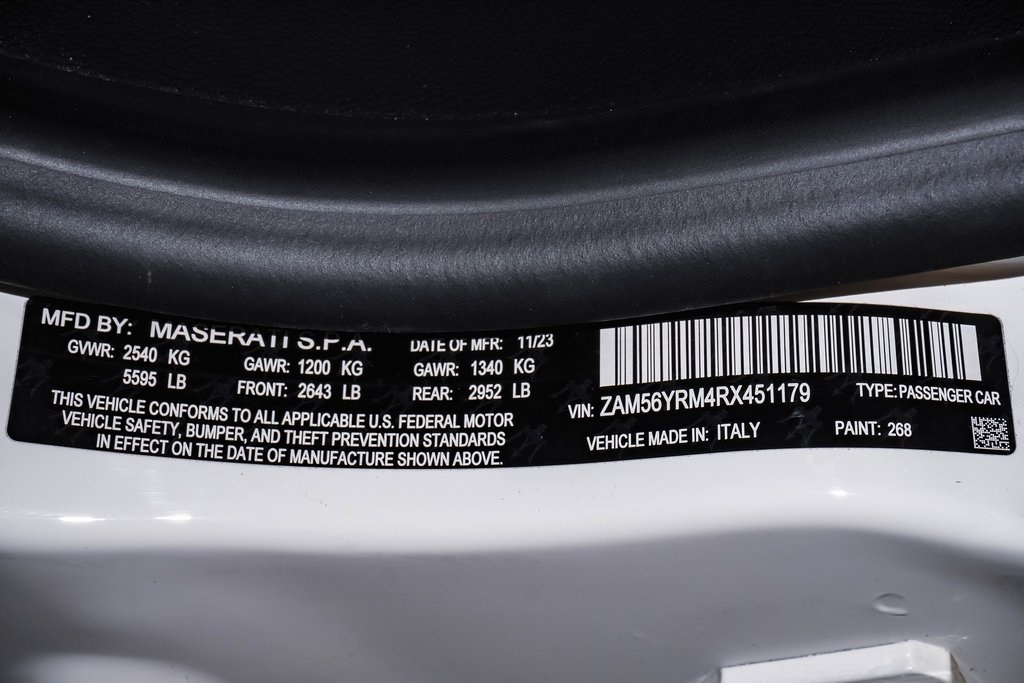 MFD BY: MASERATI S.P.A. DATE OF MFR: 11/23
GVWR: 2540 KG GAWR: 1200 KG GAWR: 1340 KG
5595 LB FRONT: 2643 LB REAR: 2952 LB
THIS VEHICLE CONFORMS TO ALL APPLICABLE U.S. FEDERAL MOTOR
VEHICLE SAFETY, BUMPER, AND THEFT PREVENTION STANDARDS
IN EFFECT ON THE DATE OF MANUFACTURE SHOWN ABOVE.
VIN: ZAM56YRM4RX451179 TYPE: PASSENGER CAR
VEHICLE MADE IN: ITALY PAINT: 268